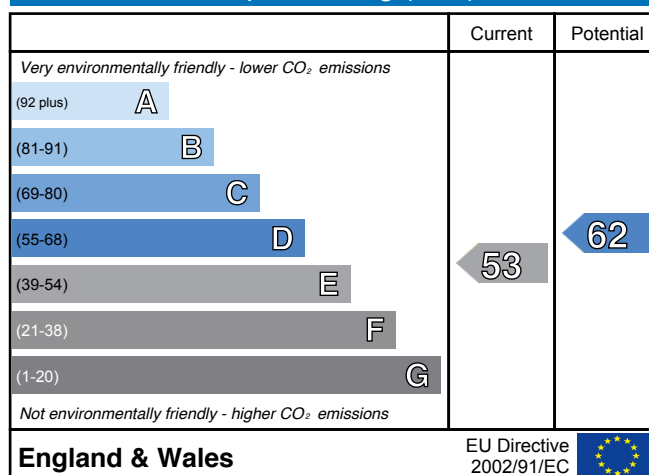 Current Potential
Very environmentally friendly - lower CO₂ emissions
(92 plus) A
(81-91) B
(69-80) C
(55-68) D
(39-54) E
(21-38) F
(1-20) G
53
62
Not environmentally friendly - higher CO₂ emissions
England & Wales
EU Directive
2002/91/EC